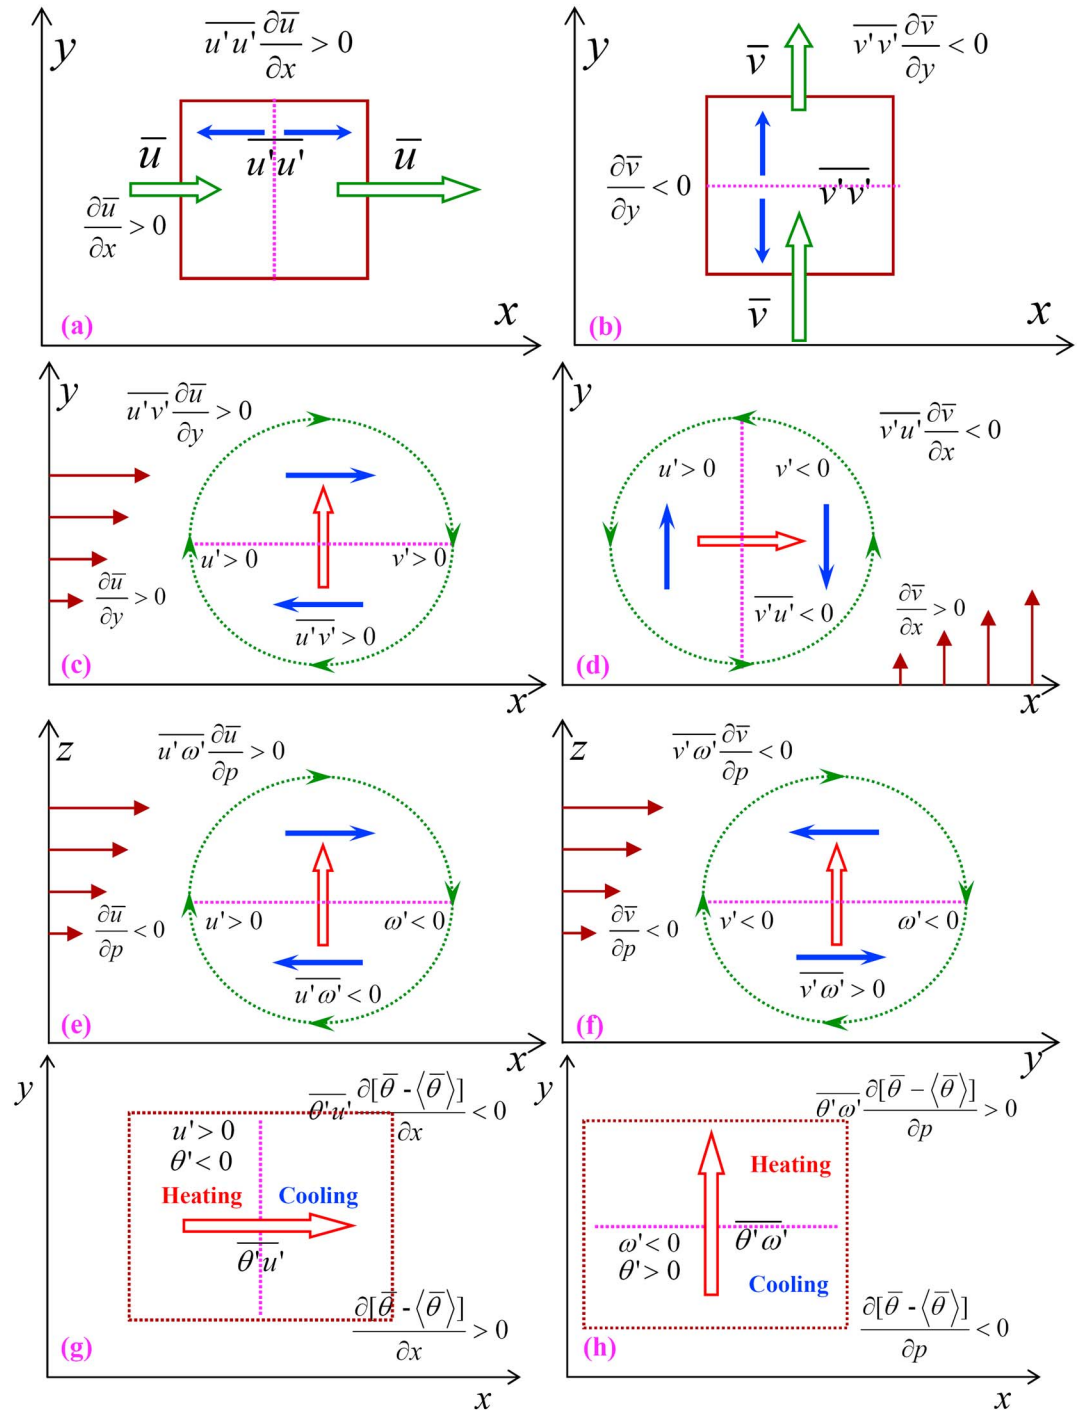 y
u'u' ∂u̅/∂x > 0
u̅
u'u'
u̅
∂u̅/∂x > 0
x
(a)
y
v̅
v'v' ∂v̅/∂y < 0
∂v̅/∂y < 0
v'v'
v̅
x
(b)
y
u'v' ∂u̅/∂y > 0
u' > 0
v' > 0
∂u̅/∂y > 0
u'v' > 0
(c)
x
y
v'u' ∂v̅/∂x < 0
u' > 0
v' < 0
v'u' < 0
∂v̅/∂x > 0
(d)
x
z
u'ω' ∂u̅/∂p > 0
u' > 0
ω' < 0
∂u̅/∂p < 0
u'ω' < 0
(e)
x
z
v'ω' ∂v̅/∂p < 0
v' < 0
ω' < 0
∂v̅/∂p < 0
v'ω' > 0
(f)
y
y
θ'u' ∂[θ̅ - ⟨θ̅⟩]/∂x < 0
u' > 0
θ' < 0
Heating
Cooling
θ'u'
∂[θ̅ - ⟨θ̅⟩]/∂x > 0
(g)
x
y
θ'ω' ∂[θ̅ – ⟨θ̅⟩]/∂p > 0
Heating
ω' < 0
θ' > 0
θ'ω'
Cooling
∂[θ̅ - ⟨θ̅⟩]/∂p < 0
(h)
x